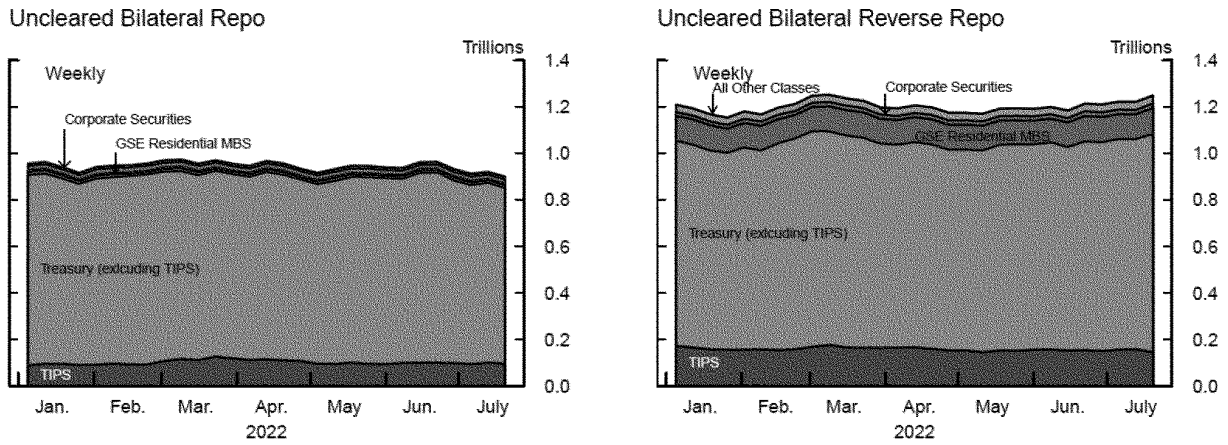 Uncleared Bilateral Repo
Trillions
Weekly
Corporate Securities
GSE Residential MBS
Treasury (exlcuding TIPS)
TIPS
1.4
1.2
1.0
0.8
0.6
0.4
0.2
0.0
Jan. Feb. Mar. Apr. May Jun. July
2022
Uncleared Bilateral Reverse Repo
Trillions
Weekly
All Other Classes
Corporate Securities
GSE Residential MBS
Treasury (exlcuding TIPS)
TIPS
1.4
1.2
1.0
0.8
0.6
0.4
0.2
0.0
Jan. Feb. Mar. Apr. May Jun. July
2022